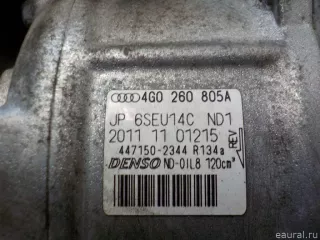 4G0 260 805A
JP 6SEU14C ND1
2011 11 01215
REV
447150-2344 R134a
DENSO ND-OIL8 120cm³
eaural.ru